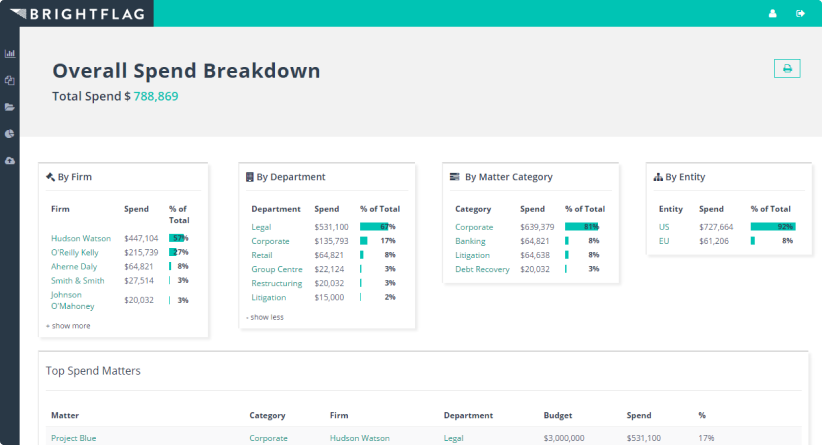 BRIGHTFLAG
Overall Spend Breakdown
Total Spend $ 788,869
By Firm
Firm Spend % of Total
Hudson Watson $447,104 57%
O'Reilly Kelly $215,739 27%
Aherne Daly $64,821 8%
Smith & Smith $27,514 3%
Johnson O'Mahoney $20,032 3%
+ show more
By Department
Department Spend % of Total
Legal $531,100 67%
Corporate $135,793 17%
Retail $64,821 8%
Group Centre $22,124 3%
Restructuring $20,032 3%
Litigation $15,000 2%
- show less
By Matter Category
Category Spend % of Total
Corporate $639,379 81%
Banking $64,821 8%
Litigation $64,638 8%
Debt Recovery $20,032 3%
By Entity
Entity Spend % of Total
US $727,664 92%
EU $61,206 8%
Top Spend Matters
Matter Category Firm Department Budget Spend %
Project Blue Corporate Hudson Watson Legal $3,000,000 $531,100 17%